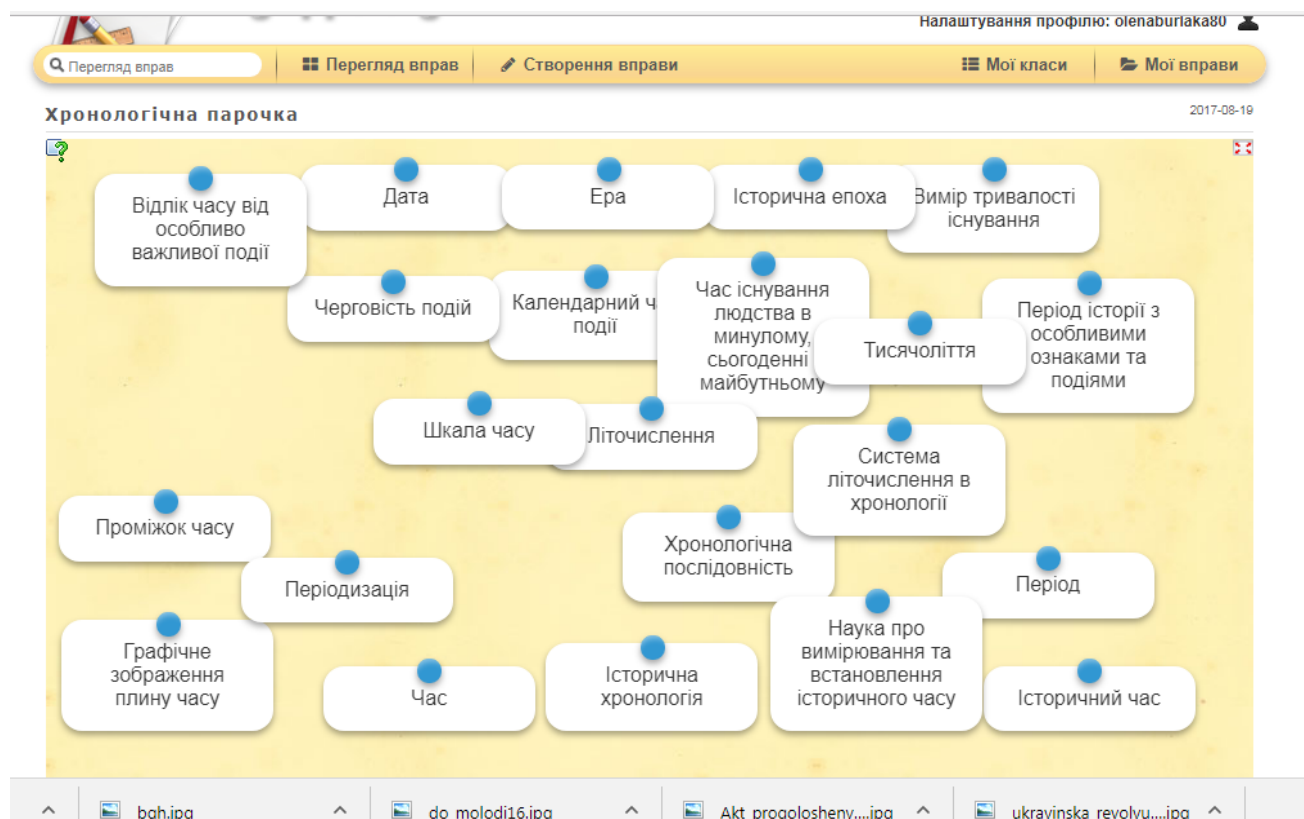 Налаштування профілю: olenaburlaka80
Перегляд вправ
Перегляд вправ
Створення вправи
Мої класи
Мої вправи
Хронологічна парочка
2017-08-19
Відлік часу від
особливо
важливої події
Дата
Ера
Історична епоха
Вимір тривалості
існування
Черговість подій
Календарний ч
події
Час існування
людства в
минулому,
сьогоденні
майбутньому
Тисячоліття
Період історії з
особливими
ознаками та
подіями
Шкала часу
Літочислення
Система
літочислення в
хронології
Проміжок часу
Періодизація
Хронологічна
послідовність
Період
Графічне
зображення
плину часу
Час
Історична
хронологія
Наука про
вимірювання та
встановлення
історичного часу
Історичний час
bgh.jpg
do_molodi16.jpg
Akt_progolosheny....jpg
ukravinska_revolyu....jpg